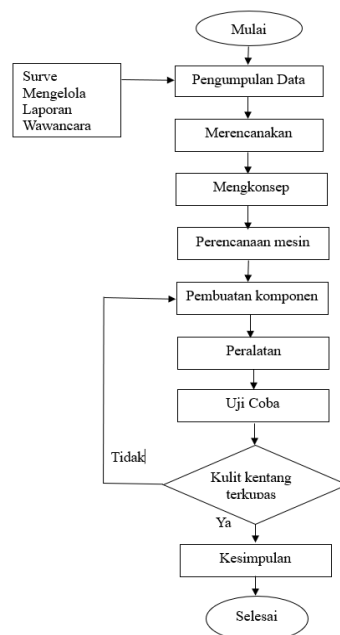 Mulai
Surve
Mengelola
Laporan
Wawancara
Pengumpulan Data
Merencanakan
Mengkonsep
Perencanaan mesin
Pembuatan komponen
Peralatan
Uji Coba
Tidak
Kulit kentang
terkupas
Ya
Kesimpulan
Selesai